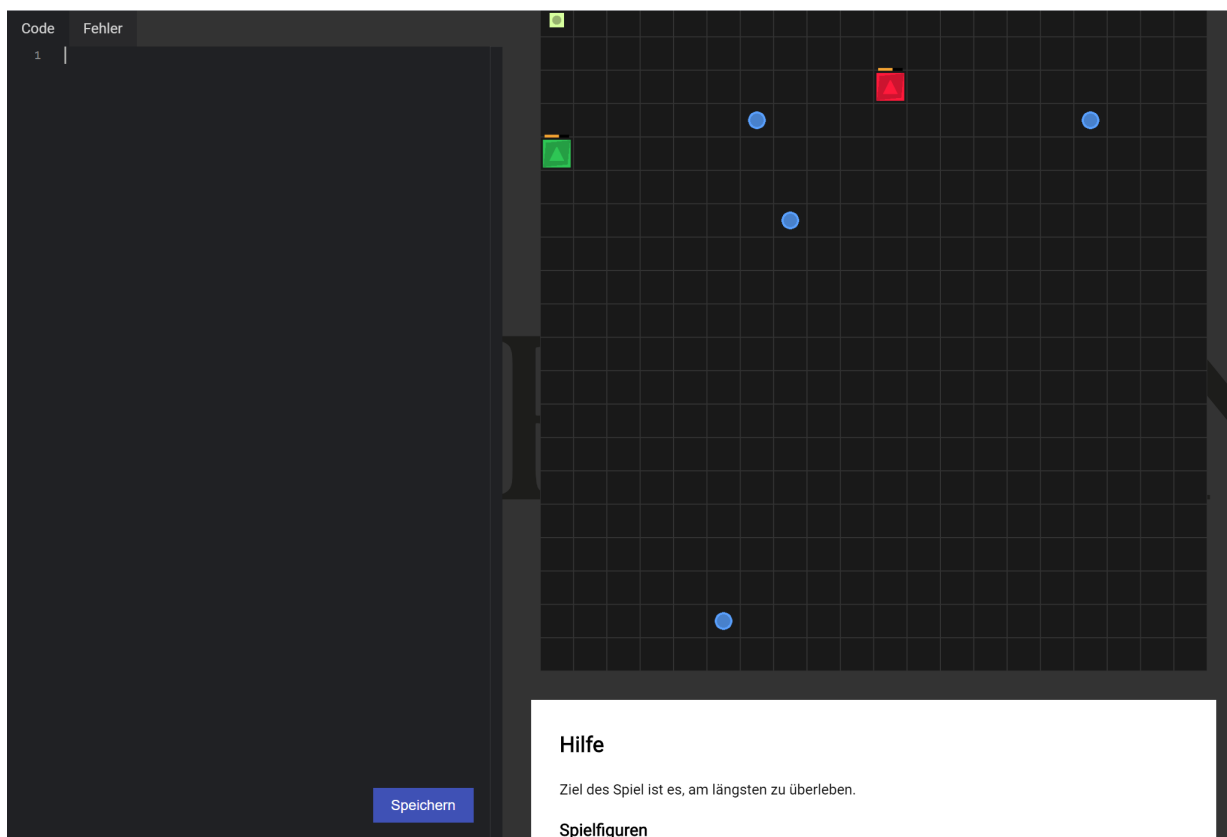 Code Fehler
1
Speichern
Hilfe
Ziel des Spiel ist es, am längsten zu überleben.
Spielfiguren